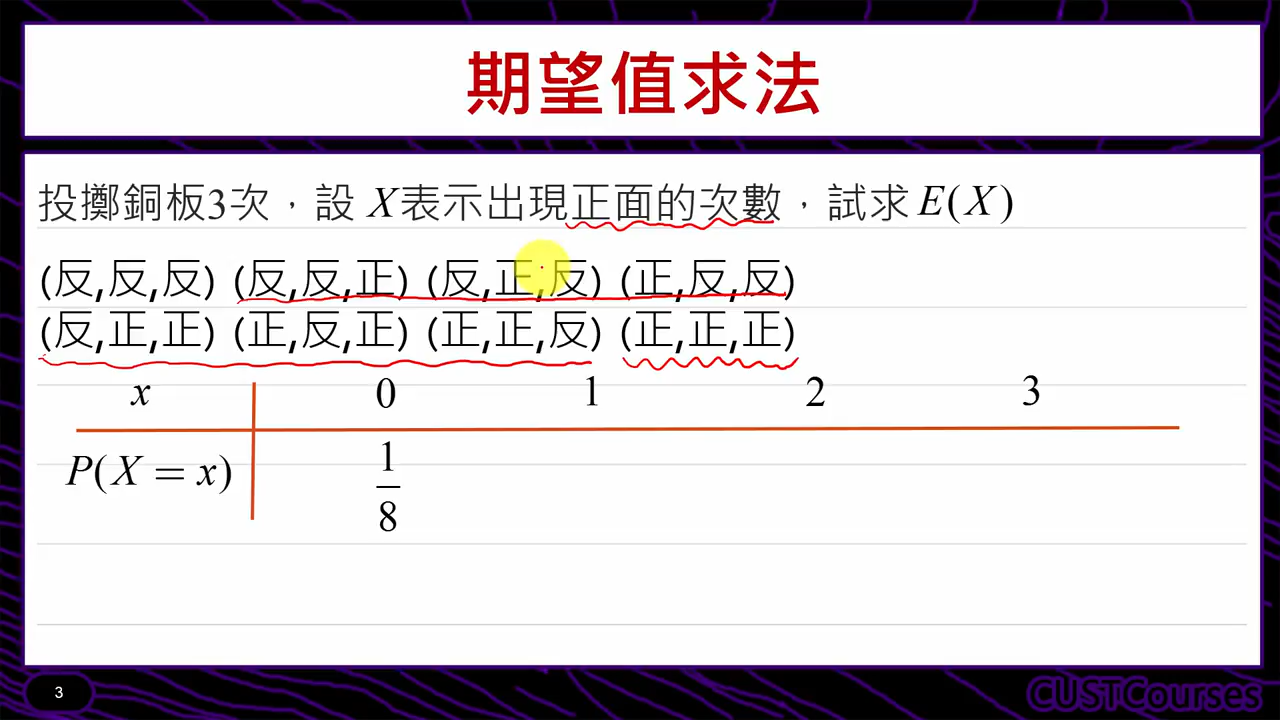 期望值求法
投擲銅板3次，設 X表示出現正面的次數，試求 E(X)
(反,反,反) (反,反,正) (反,正,反) (正,反,反)
(反,正,正) (正,反,正) (正,正,反) (正,正,正)
x 0 1 2 3
P(X = x) 1/8
3
CUSTCourses